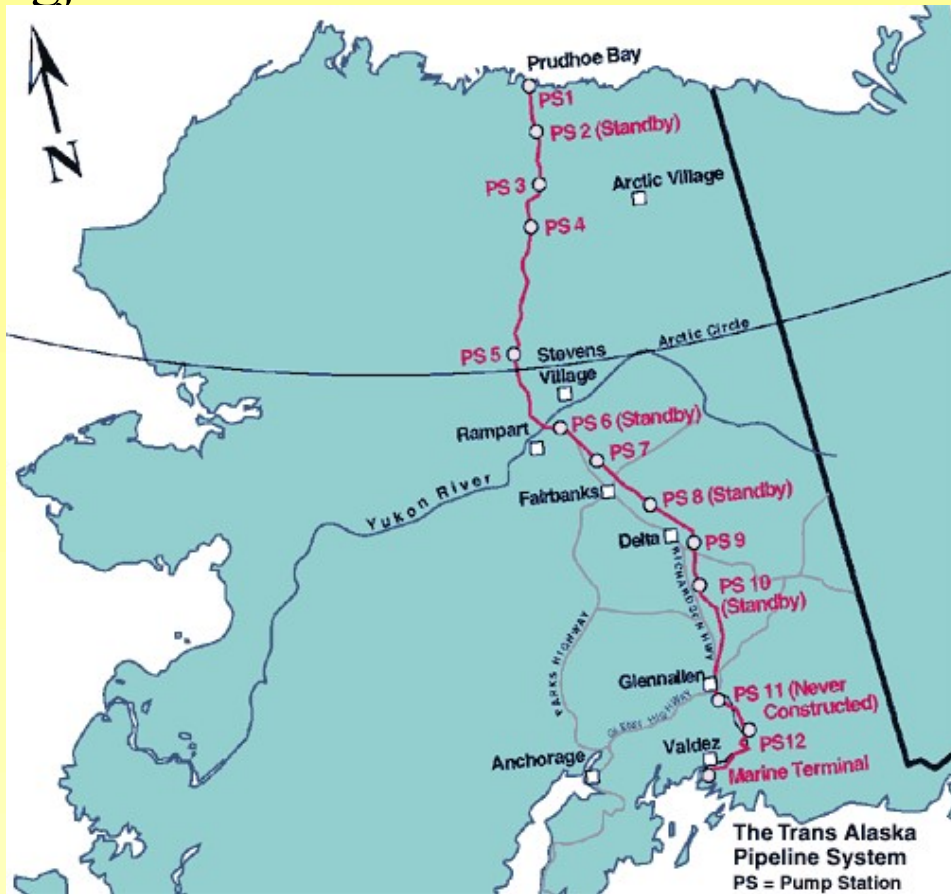 Prudhoe Bay
PS1
PS 2 (Standby)
N
PS 3
Arctic Village
PS 4
Arctic Circle
PS 5
Stevens
Village
PS 6 (Standby)
Rampart
PS 7
Yukon River
Fairbanks
PS 8 (Standby)
Delta
PS 9
RICHARDSON HWY
PS 10
(Standby)
PARKS HIGHWAY
Glennallen
PS 11 (Never
Constructed)
GLENN HIGHWAY
PS12
Valdez
Anchorage
Marine Terminal
The Trans Alaska
Pipeline System
PS = Pump Station